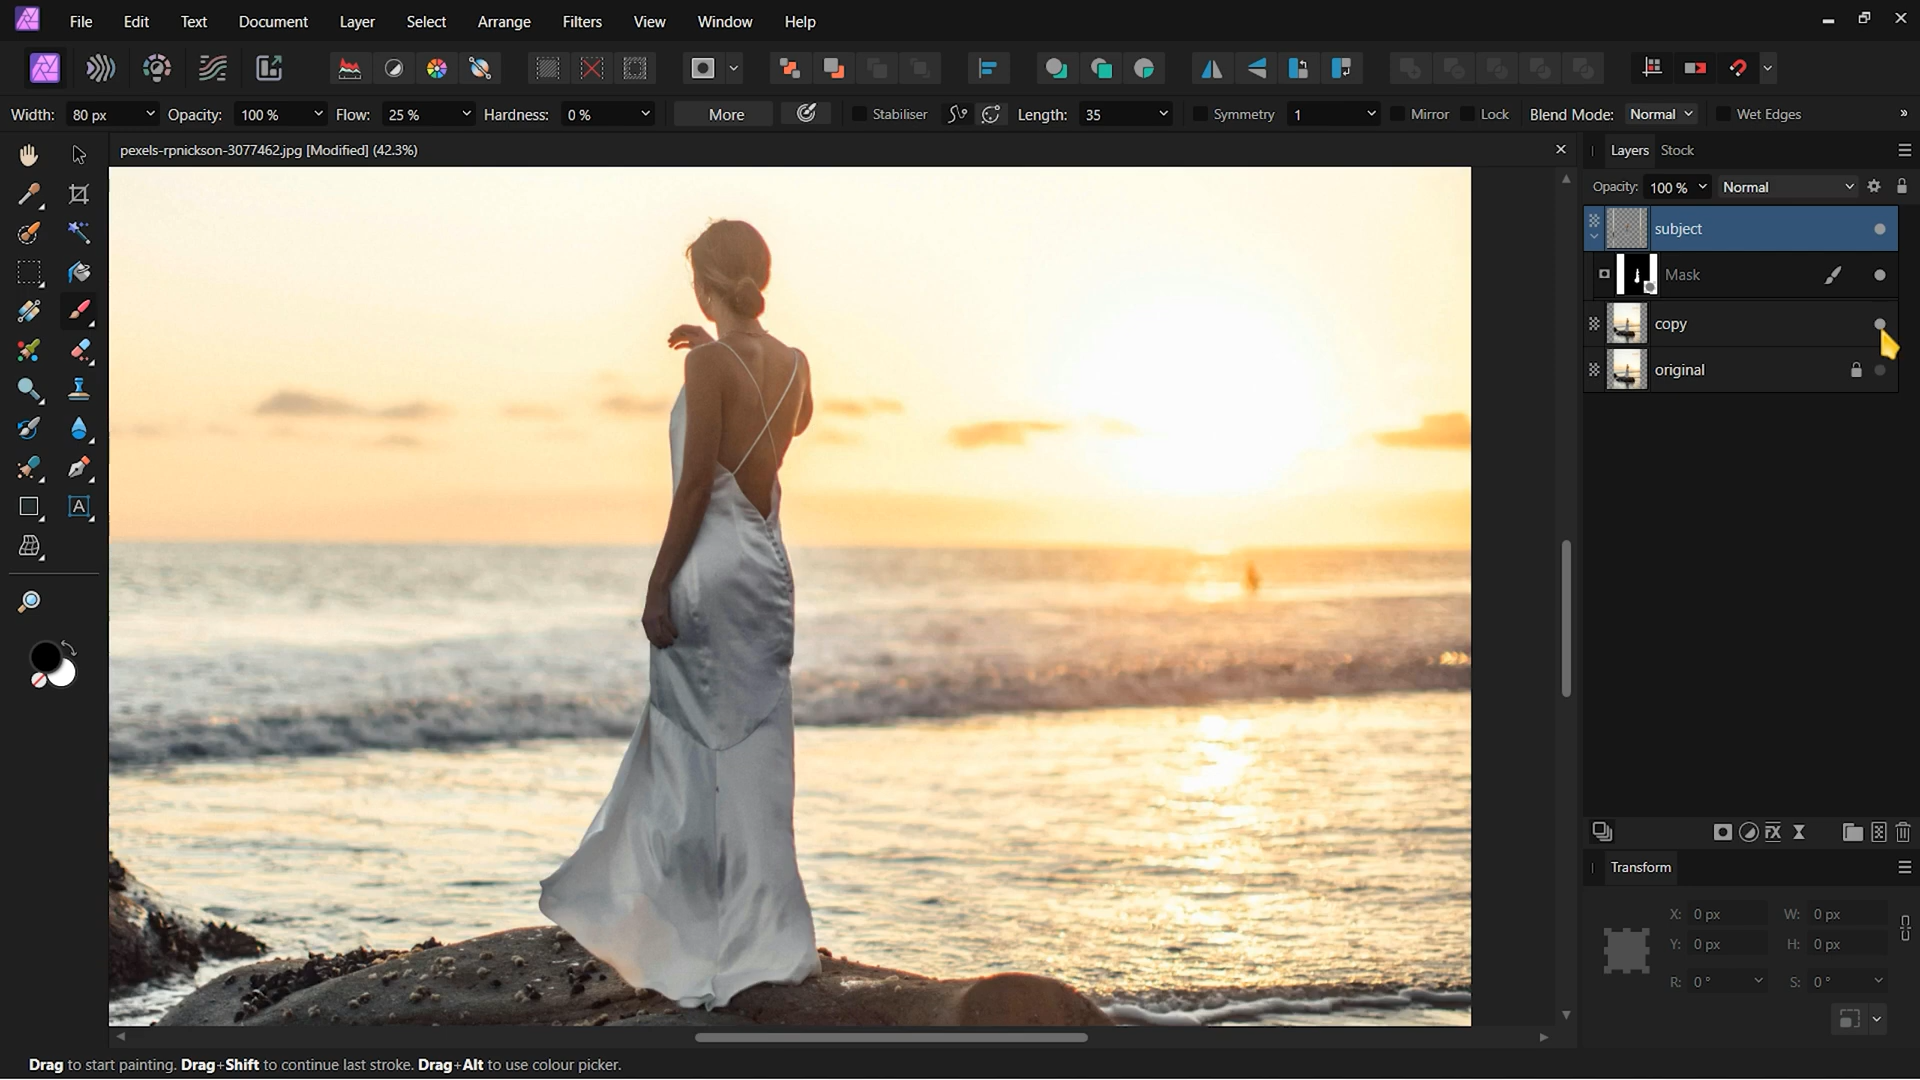 File Edit Text Document Layer Select Arrange Filters View Window Help
Width: 80 px Opacity: 100 % Flow: 25 % Hardness: 0 % More Stabiliser Length: 35 Symmetry 1 Mirror Lock Blend Mode: Normal Wet Edges »
pexels-rpnickson-3077462.jpg [Modified] (42.3%)
Layers Stock
Opacity: 100 % Normal
subject
Mask
copy
original
A
FX
Transform
X: 0 px W: 0 px
Y: 0 px H: 0 px
R: 0 ° S: 0 °
Drag to start painting. Drag+Shift to continue last stroke. Drag+Alt to use colour picker.